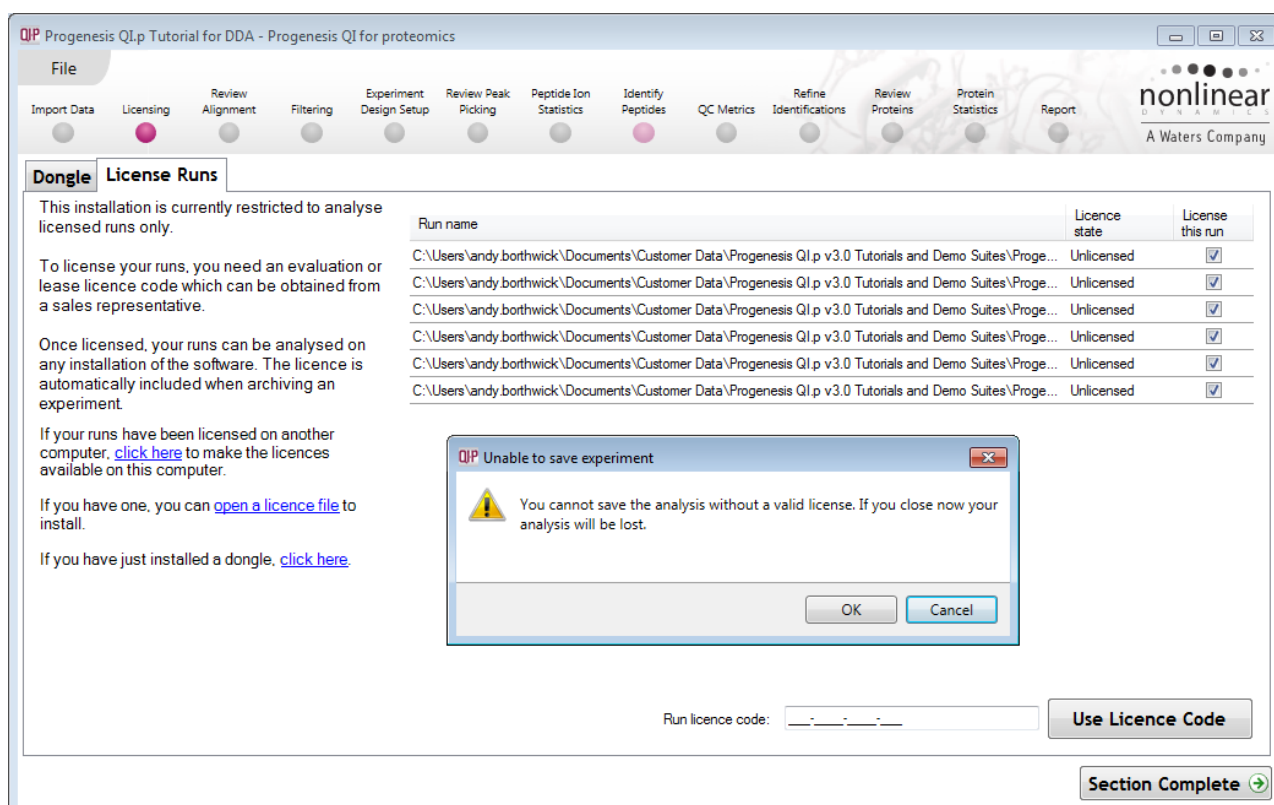 QIP Progenesis QI.p Tutorial for DDA - Progenesis QI for proteomics
File
Import Data
Licensing
Review
Alignment
Filtering
Experiment
Design Setup
Review Peak
Picking
Peptide Ion
Statistics
Identify
Peptides
QC Metrics
Refine
Identifications
Review
Proteins
Protein
Statistics
Report
nonlinear
DYNAMICS
A Waters Company
Dongle
License Runs
This installation is currently restricted to analyse
licensed runs only.
To license your runs, you need an evaluation or
lease licence code which can be obtained from
a sales representative.
Once licensed, your runs can be analysed on
any installation of the software. The licence is
automatically included when archiving an
experiment.
If your runs have been licensed on another
computer, click here to make the licences
available on this computer.
If you have one, you can open a licence file to
install.
If you have just installed a dongle, click here.
Run name
Licence
state
License
this run
C:\Users\andy.borthwick\Documents\Customer Data\Progenesis QI.p v3.0 Tutorials and Demo Suites\Proge... Unlicensed
C:\Users\andy.borthwick\Documents\Customer Data\Progenesis QI.p v3.0 Tutorials and Demo Suites\Proge... Unlicensed
C:\Users\andy.borthwick\Documents\Customer Data\Progenesis QI.p v3.0 Tutorials and Demo Suites\Proge... Unlicensed
C:\Users\andy.borthwick\Documents\Customer Data\Progenesis QI.p v3.0 Tutorials and Demo Suites\Proge... Unlicensed
C:\Users\andy.borthwick\Documents\Customer Data\Progenesis QI.p v3.0 Tutorials and Demo Suites\Proge... Unlicensed
C:\Users\andy.borthwick\Documents\Customer Data\Progenesis QI.p v3.0 Tutorials and Demo Suites\Proge... Unlicensed
QIP Unable to save experiment
You cannot save the analysis without a valid license. If you close now your
analysis will be lost.
OK
Cancel
Run licence code: ___-____-____-___
Use Licence Code
Section Complete